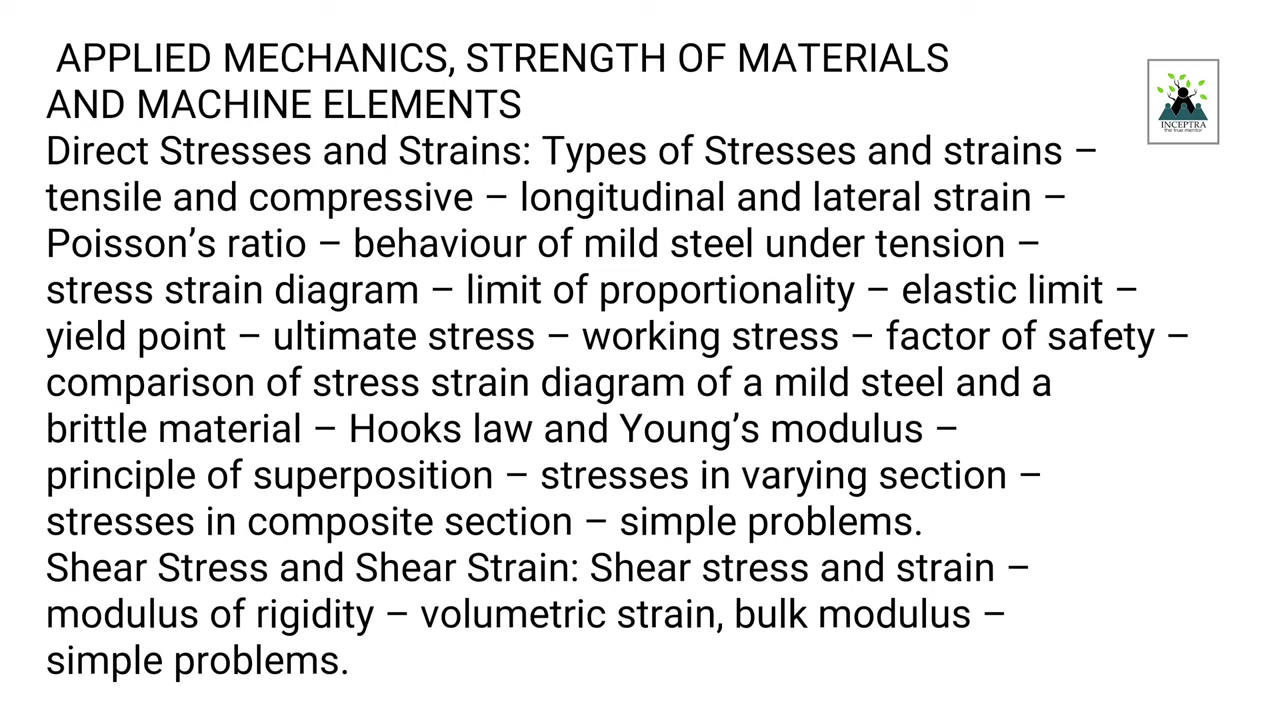 APPLIED MECHANICS, STRENGTH OF MATERIALS
AND MACHINE ELEMENTS
Direct Stresses and Strains: Types of Stresses and strains –
tensile and compressive – longitudinal and lateral strain –
Poisson’s ratio – behaviour of mild steel under tension –
stress strain diagram – limit of proportionality – elastic limit –
yield point – ultimate stress – working stress – factor of safety –
comparison of stress strain diagram of a mild steel and a
brittle material – Hooks law and Young’s modulus –
principle of superposition – stresses in varying section –
stresses in composite section – simple problems.
Shear Stress and Shear Strain: Shear stress and strain –
modulus of rigidity – volumetric strain, bulk modulus –
simple problems.
INCEPTRA
the true mentor